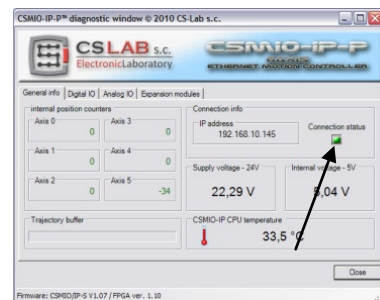 CSMIO-IP-P™ diagnostic window © 2010 CS-Lab s.c.
CSLAB s.c.
ElectronicLaboratory
CSMIO-IP-P
ETHERNET MOTION CONTROLLER
General info
Digital IO
Analog IO
Expansion modules
internal position counters
Axis 0
0
Axis 3
0
Axis 1
0
Axis 4
0
Axis 2
0
Axis 5
-34
Trajectory buffer
Connection info
IP address
192.168.10.145
Connection status
Supply voltage - 24V
22,29 V
Internal voltage - 5V
5,04 V
CSMIO-IP CPU temperature
33,5 °C
Close
Firmware: CSMIO/IP-S V1.07 / FPGA ver. 1.10